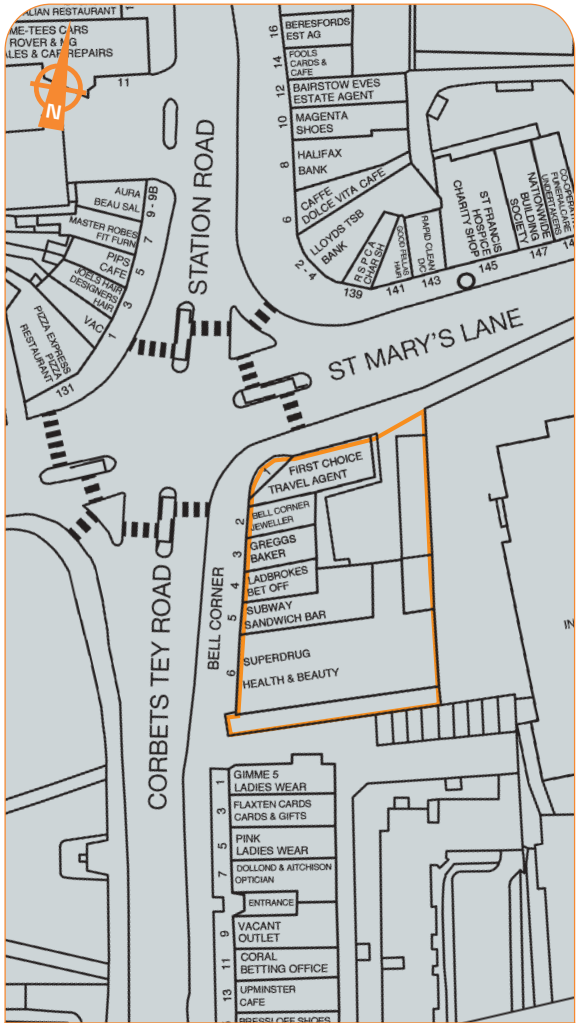 ALIAN RESTAURANT
ME-TEES CARS
ROVER & MG
ALES & CAR REPAIRS
11
N
16
BERESFORDS
EST AG
14
FOOLS
CARDS &
CAFE
12
BAIRSTOW EVES
ESTATE AGENT
10
MAGENTA
SHOES
8
HALIFAX
BANK
6
CAFFE
DOLCE VITA CAFE
2 - 4
LLOYDS TSB
BANK
139
R S P C A
CHAR SH
141
GOOD FELLAS
HAIR
143
RAPID CLEAN
D/C
145
ST FRANCIS
HOSPICE
CHARITY SHOP
147
NATIONWIDE
BUILDING
SOCIETY
CO-OPERA
FUNERALCARE
UNDERTAKERS
14
STATION ROAD
AURA
BEAU SAL
9 - 9B
MASTER ROBES
FIT FURN
7
PIPS
CAFE
5
JOELS HAIR
DESIGNERS
HAIR
3
VAC
1
PIZZA EXPRESS
PIZZA
RESTAURANT
131
ST MARY'S LANE
1
FIRST CHOICE
TRAVEL AGENT
2
BELL CORNER
JEWELLER
3
GREGGS
BAKER
4
LADBROKES
BET OFF
5
SUBWAY
SANDWICH BAR
6
SUPERDRUG
HEALTH & BEAUTY
BELL CORNER
CORBETS TEY ROAD
IN
1
GIMME 5
LADIES WEAR
3
FLAXTEN CARDS
CARDS & GIFTS
5
PINK
LADIES WEAR
7
DOLLOND & AITCHISON
OPTICIAN
ENTRANCE
9
VACANT
OUTLET
11
CORAL
BETTING OFFICE
13
UPMINSTER
CAFE
PRESSLOFF SHOES